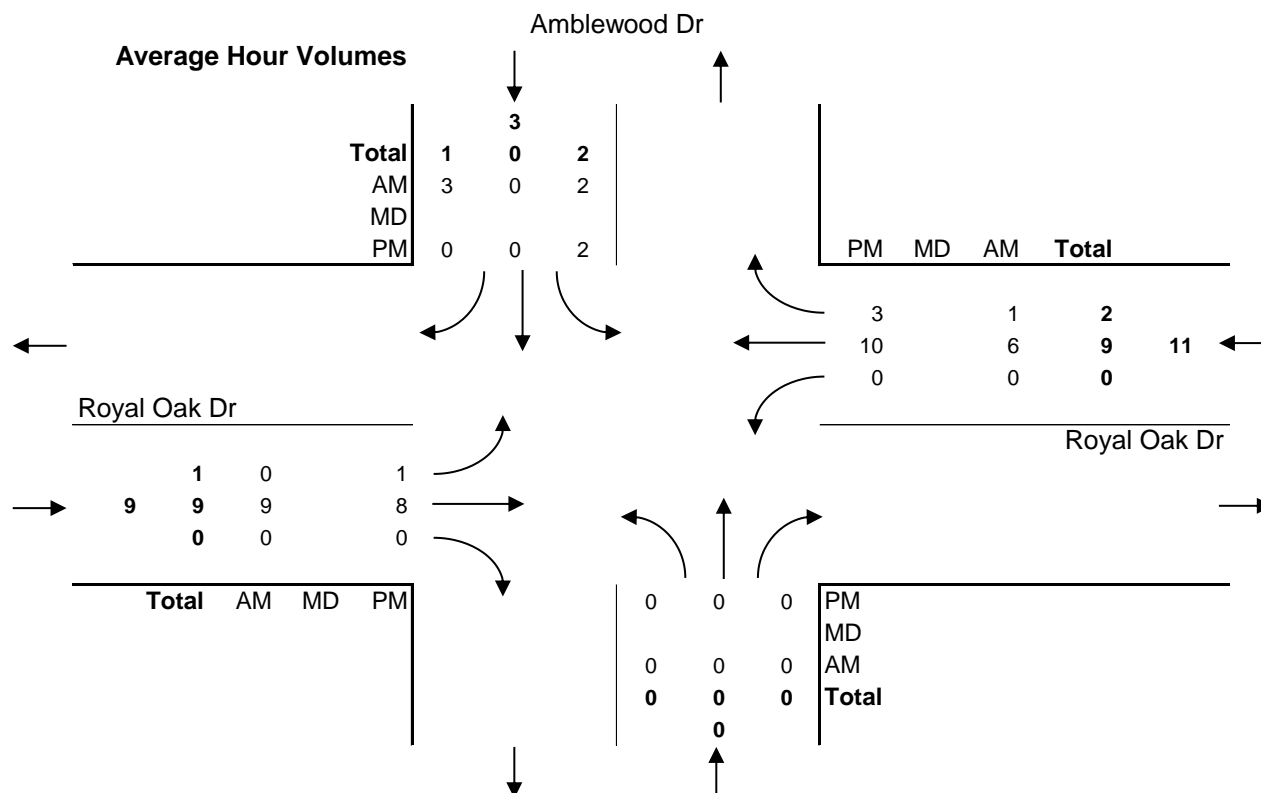 Amblewood Dr
Average Hour Volumes
3
Total 1 0 2
AM 3 0 2
MD
PM 0 0 2
PM MD AM Total
3 1 2
10 6 9 11
0 0 0
Royal Oak Dr
Royal Oak Dr
1 0 1
9 9 9 8
0 0 0
Total AM MD PM
0 0 0 PM
MD
0 0 0 AM
0 0 0 Total
0